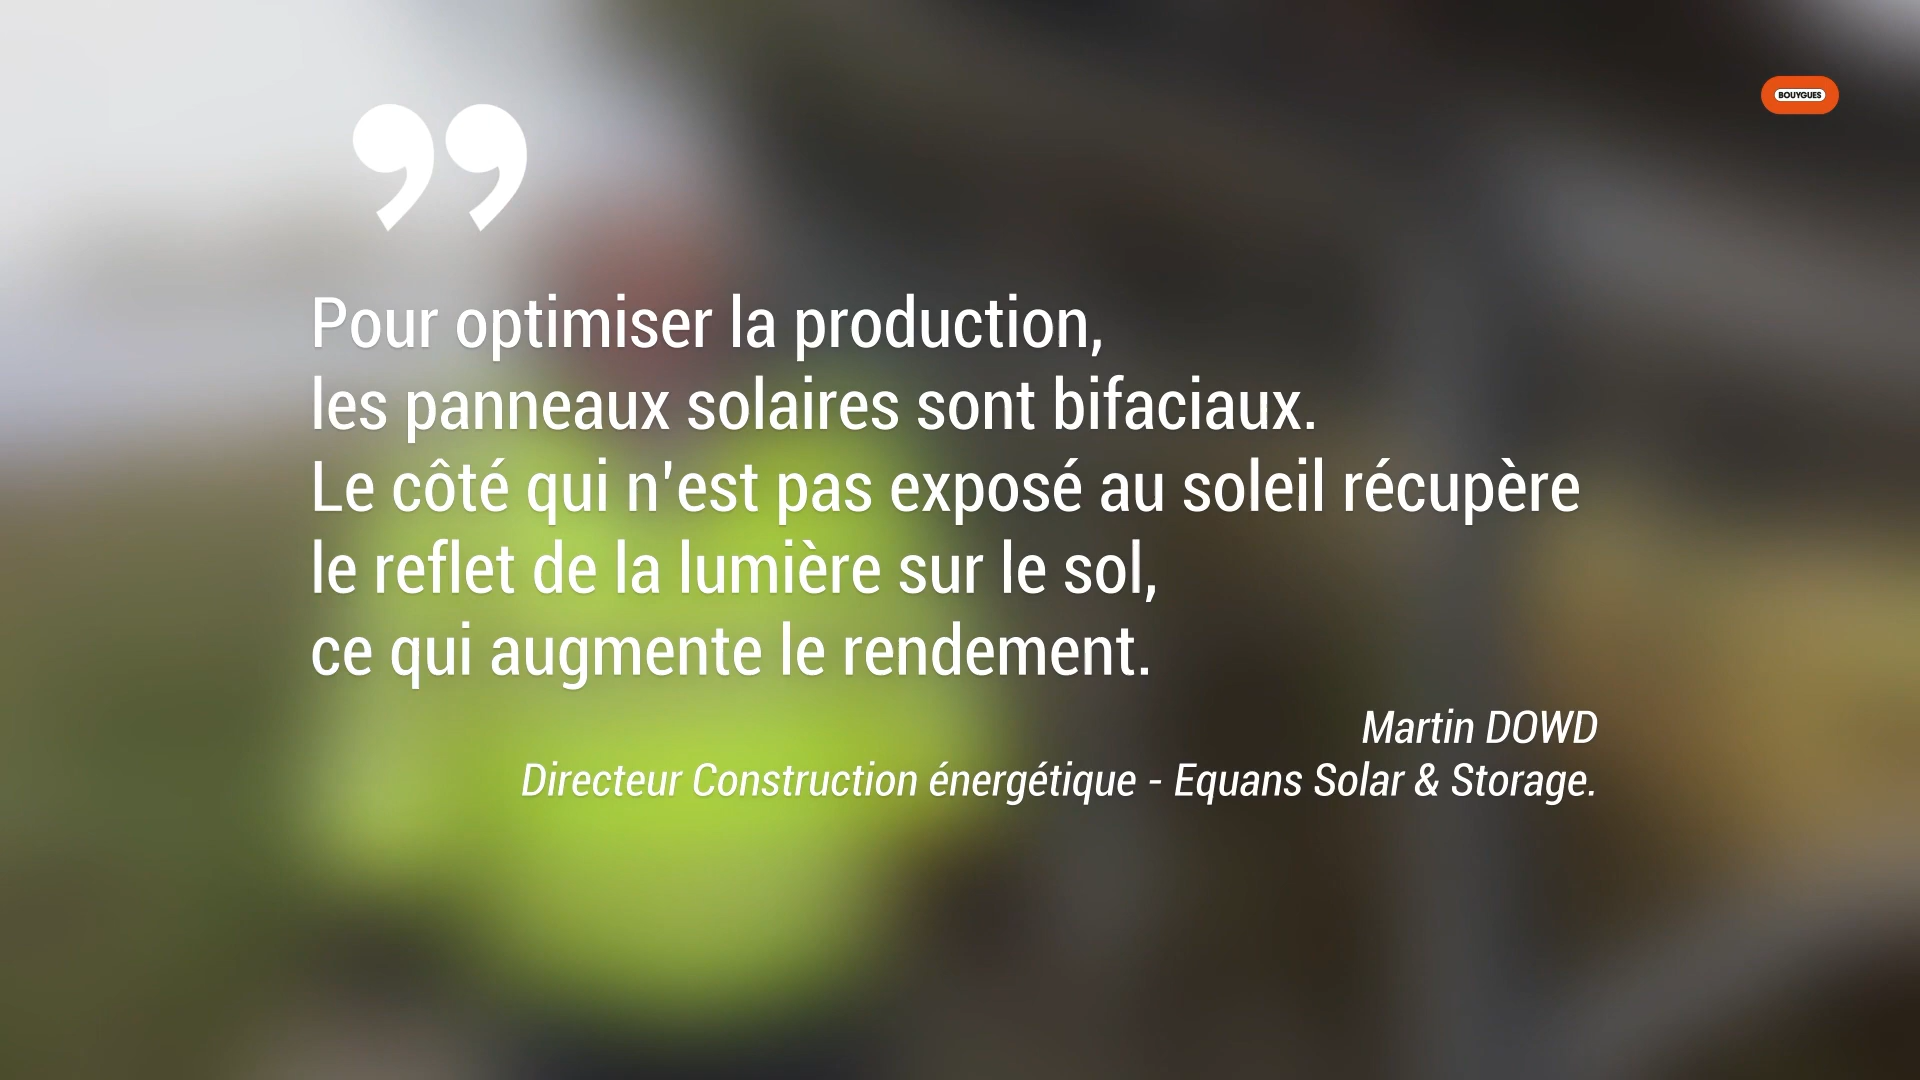 BOUYGUES
”
Pour optimiser la production,
les panneaux solaires sont bifaciaux.
Le côté qui n'est pas exposé au soleil récupère
le reflet de la lumière sur le sol,
ce qui augmente le rendement.
Martin DOWD
Directeur Construction énergétique - Equans Solar & Storage.